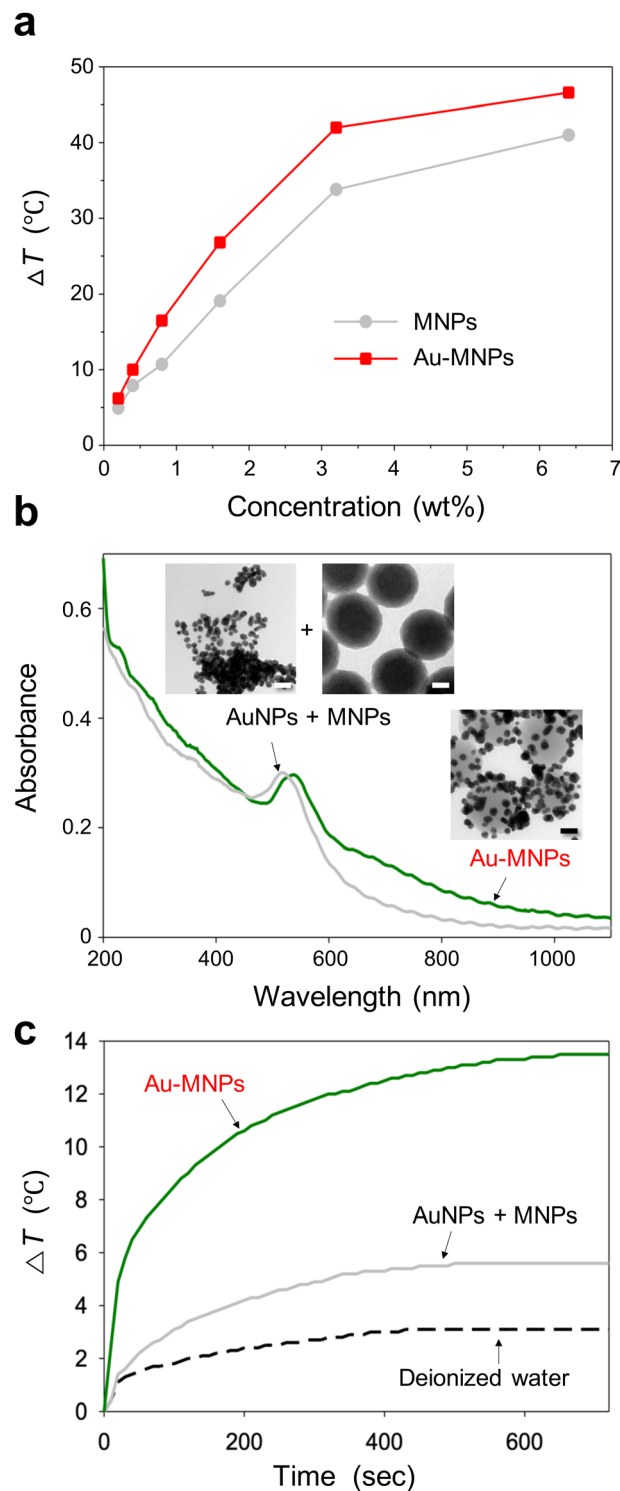 a
50
40
30
20
10
0
△T (℃)
MNPs
Au-MNPs
0 1 2 3 4 5 6 7
Concentration (wt%)
b
0.6
0.4
0.2
0
Absorbance
+
AuNPs + MNPs
Au-MNPs
200 400 600 800 1000
Wavelength (nm)
c
14
12
10
8
6
4
2
0
△T (℃)
Au-MNPs
AuNPs + MNPs
Deionized water
0 200 400 600
Time (sec)